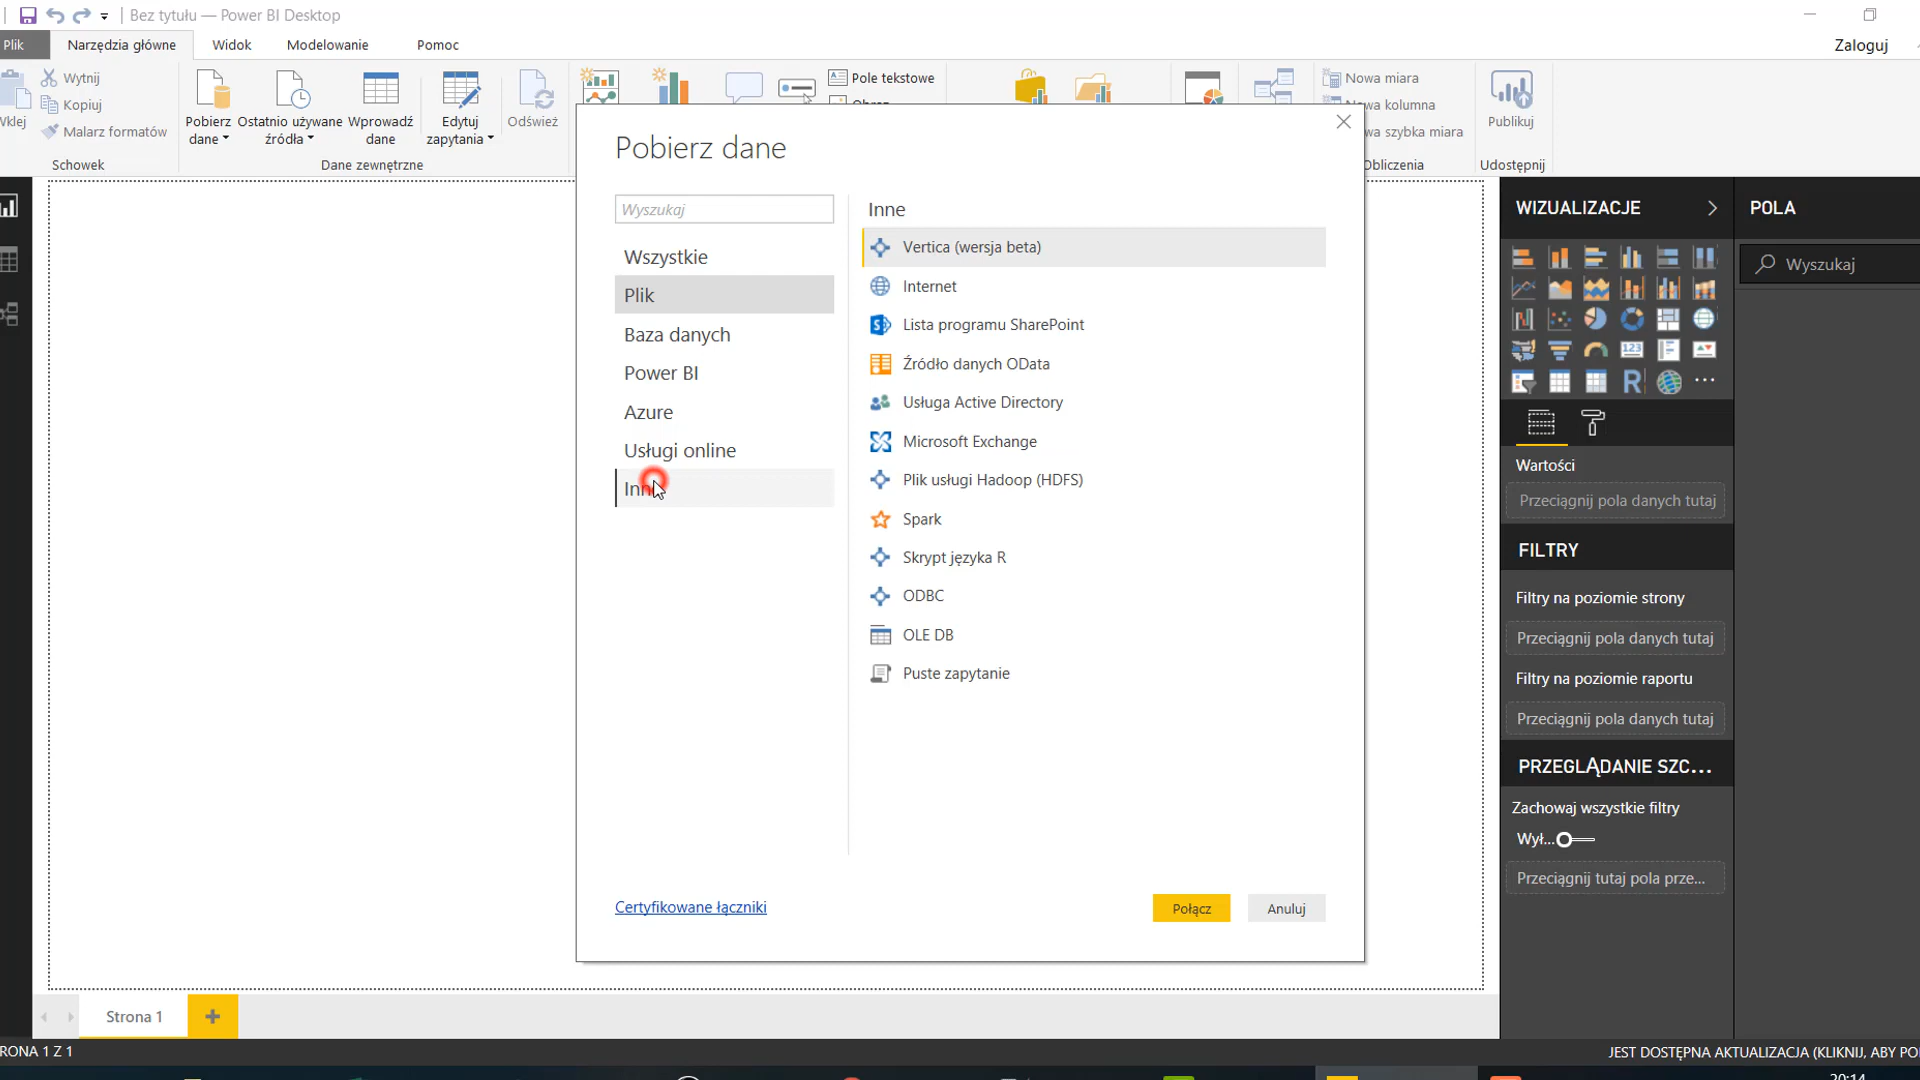 Bez tytułu — Power BI Desktop
Plik
Narzędzia główne
Widok
Modelowanie
Pomoc
Zaloguj
Wytnij
Kopiuj
Malarz formatów
Schowek
Pobierz dane
Ostatnio używane źródła
Wprowadź dane
Edytuj zapytania
Odśwież
Dane zewnętrzne
Pole tekstowe
Nowa miara
Publikuj
Udostępnij
Pobierz dane
Wyszukaj
Wszystkie
Plik
Baza danych
Power BI
Azure
Usługi online
Inne
Vertica (wersja beta)
Internet
Lista programu SharePoint
Źródło danych OData
Usługa Active Directory
Microsoft Exchange
Plik usługi Hadoop (HDFS)
Spark
Skrypt języka R
ODBC
OLE DB
Puste zapytanie
Certyfikowane łączniki
Połącz
Anuluj
WIZUALIZACJE
Wartości
Przeciągnij pola danych tutaj
FILTRY
Filtry na poziomie strony
Przeciągnij pola danych tutaj
Filtry na poziomie raportu
Przeciągnij pola danych tutaj
PRZEGLĄDANIE SZC...
Zachowaj wszystkie filtry
Wył...
Przeciągnij tutaj pola prze...
POLA
Wyszukaj
Strona 1
RONA 1 Z 1
JEST DOSTĘPNA AKTUALIZACJA (KLIKNIJ, ABY PO
20:14